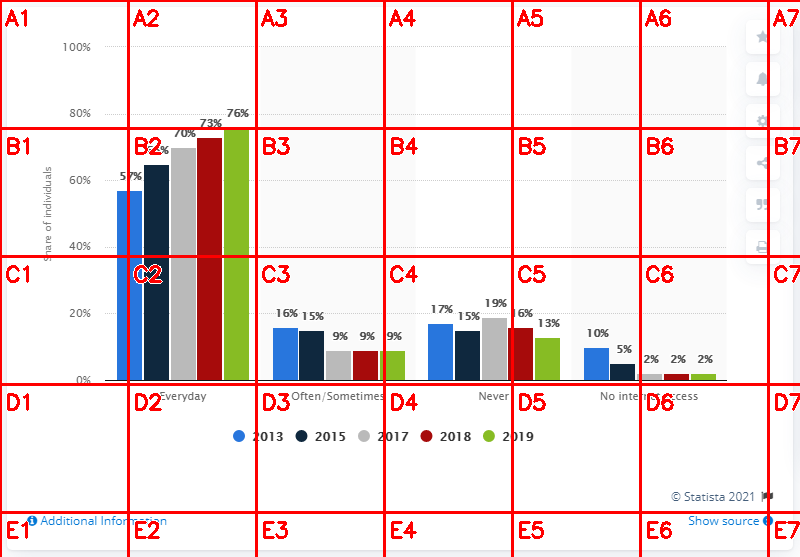 100%
80%
60%
40%
20%
0%
Share of individuals
57%
70%
73%
76%
16%
15%
9%
9%
9%
17%
15%
19%
16%
13%
10%
5%
2%
2%
2%
Everyday
Often/Sometimes
Never
No internet access
2013 2015 2017 2018 2019
© Statista 2021
Additional Information
Show source
A1 A2 A3 A4 A5 A6 A7
B1 B2 B3 B4 B5 B6 B7
C1 C2 C3 C4 C5 C6 C7
D1 D2 D3 D4 D5 D6 D7
E1 E2 E3 E4 E5 E6 E7